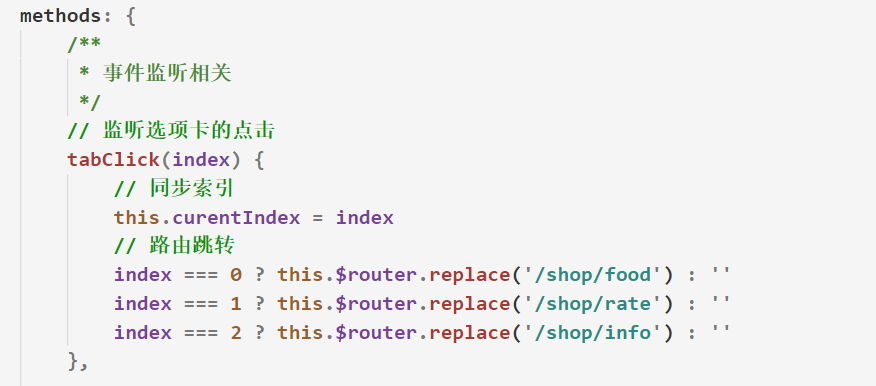 methods: {
/**
* 事件监听相关
*/
// 监听选项卡的点击
tabClick(index) {
// 同步索引
this.curentIndex = index
// 路由跳转
index === 0 ? this.$router.replace('/shop/food') : ''
index === 1 ? this.$router.replace('/shop/rate') : ''
index === 2 ? this.$router.replace('/shop/info') : ''
},